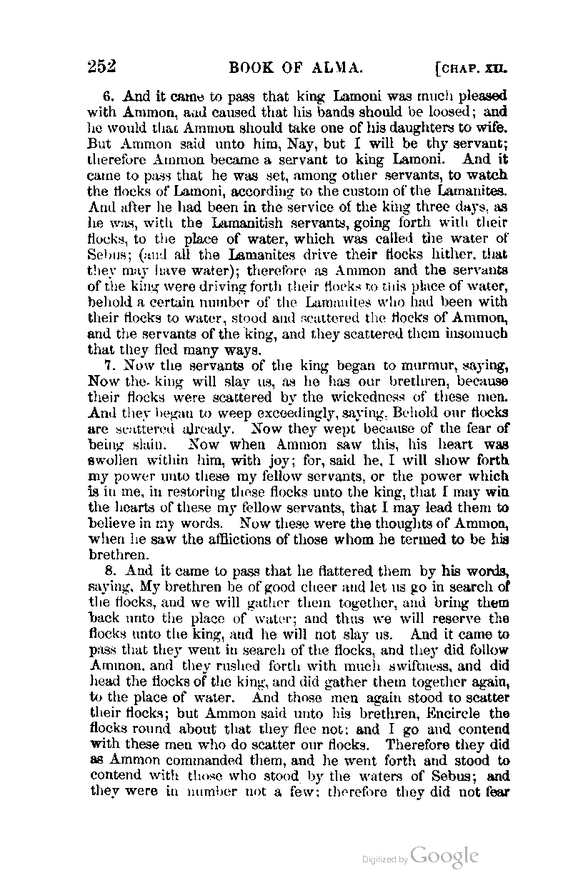 252 BOOK OF ALMA. [CHAP. XII.
6. And it came to pass that king Lamoni was much pleased
with Ammon, and caused that his bands should be loosed; and
he would that Ammon should take one of his daughters to wife.
But Ammon said unto him, Nay, but I will be thy servant;
therefore Ammon became a servant to king Lamoni. And it
came to pass that he was set, among other servants, to watch
the flocks of Lamoni, according to the custom of the Lamanites.
And after he had been in the service of the king three days, as
he was, with the Lamanitish servants, going forth with their
flocks, to the place of water, which was called the water of
Sebus; (and all the Lamanites drive their flocks hither, that
they may have water); therefore as Ammon and the servants
of the king were driving forth their flocks to this place of water,
behold a certain number of the Lamanites who had been with
their flocks to water, stood and scattered the flocks of Ammon,
and the servants of the king, and they scattered them insomuch
that they fled many ways.
7. Now the servants of the king began to murmur, saying,
Now the king will slay us, as he has our brethren, because
their flocks were scattered by the wickedness of these men.
And they began to weep exceedingly, saying, Behold our flocks
are scattered already. Now they wept because of the fear of
being slain. Now when Ammon saw this, his heart was
swollen within him, with joy; for, said he, I will show forth
my power unto these my fellow servants, or the power which
is in me, in restoring these flocks unto the king, that I may win
the hearts of these my fellow servants, that I may lead them to
believe in my words. Now these were the thoughts of Ammon,
when he saw the afflictions of those whom he termed to be his
brethren.
8. And it came to pass that he flattered them by his words,
saying, My brethren be of good cheer and let us go in search of
the flocks, and we will gather them together, and bring them
back unto the place of water; and thus we will reserve the
flocks unto the king, and he will not slay us. And it came to
pass that they went in search of the flocks, and they did follow
Ammon, and they rushed forth with much swiftness, and did
head the flocks of the king, and did gather them together again,
to the place of water. And those men again stood to scatter
their flocks; but Ammon said unto his brethren, Encircle the
flocks round about that they flee not; and I go and contend
with these men who do scatter our flocks. Therefore they did
as Ammon commanded them, and he went forth and stood to
contend with those who stood by the waters of Sebus; and
they were in number not a few; therefore they did not fear
Digitized by Google